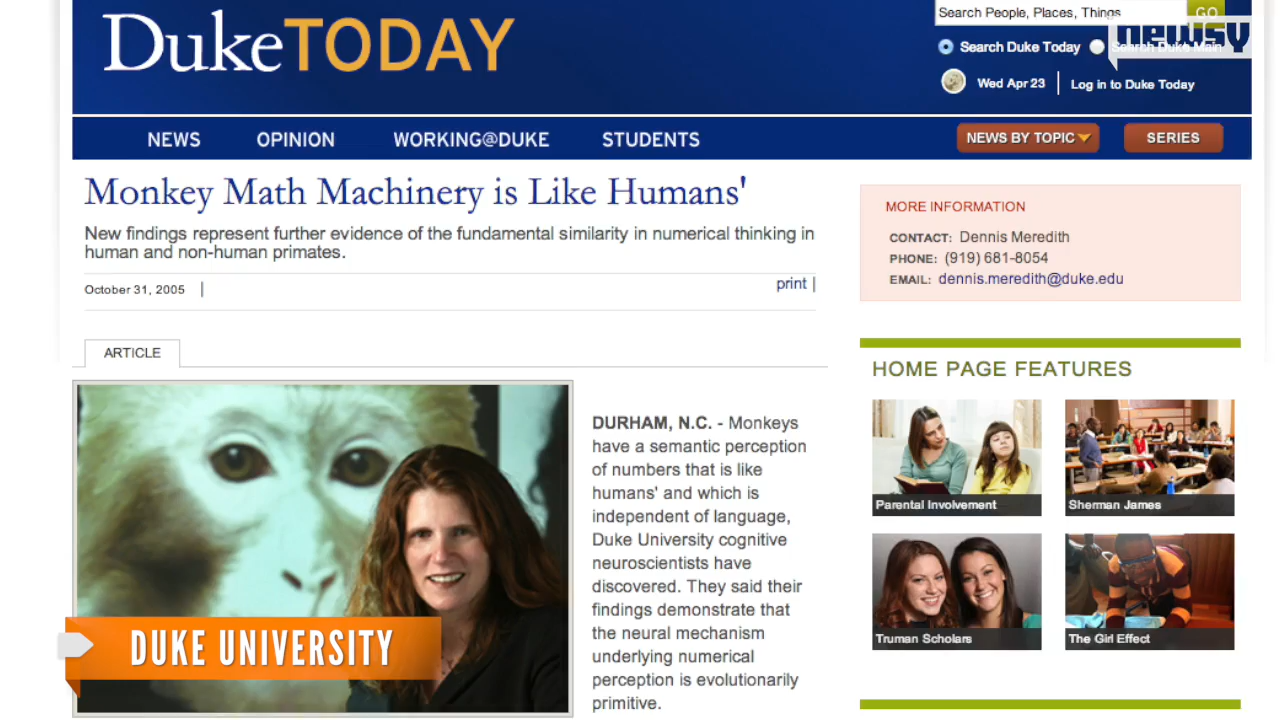 DukeTODAY
Search People, Places, Things
GO
newsy
Search Duke Today
Search Duke Main
Wed Apr 23
Log in to Duke Today
NEWS
OPINION
WORKING@DUKE
STUDENTS
NEWS BY TOPIC
SERIES
Monkey Math Machinery is Like Humans'
New findings represent further evidence of the fundamental similarity in numerical thinking in
human and non-human primates.
October 31, 2005 |
print |
MORE INFORMATION
CONTACT: Dennis Meredith
PHONE: (919) 681-8054
EMAIL: dennis.meredith@duke.edu
ARTICLE
DURHAM, N.C. - Monkeys
have a semantic perception
of numbers that is like
humans' and which is
independent of language,
Duke University cognitive
neuroscientists have
discovered. They said their
findings demonstrate that
the neural mechanism
underlying numerical
perception is evolutionarily
primitive.
DUKE UNIVERSITY
HOME PAGE FEATURES
Parental Involvement
Sherman James
Truman Scholars
The Girl Effect